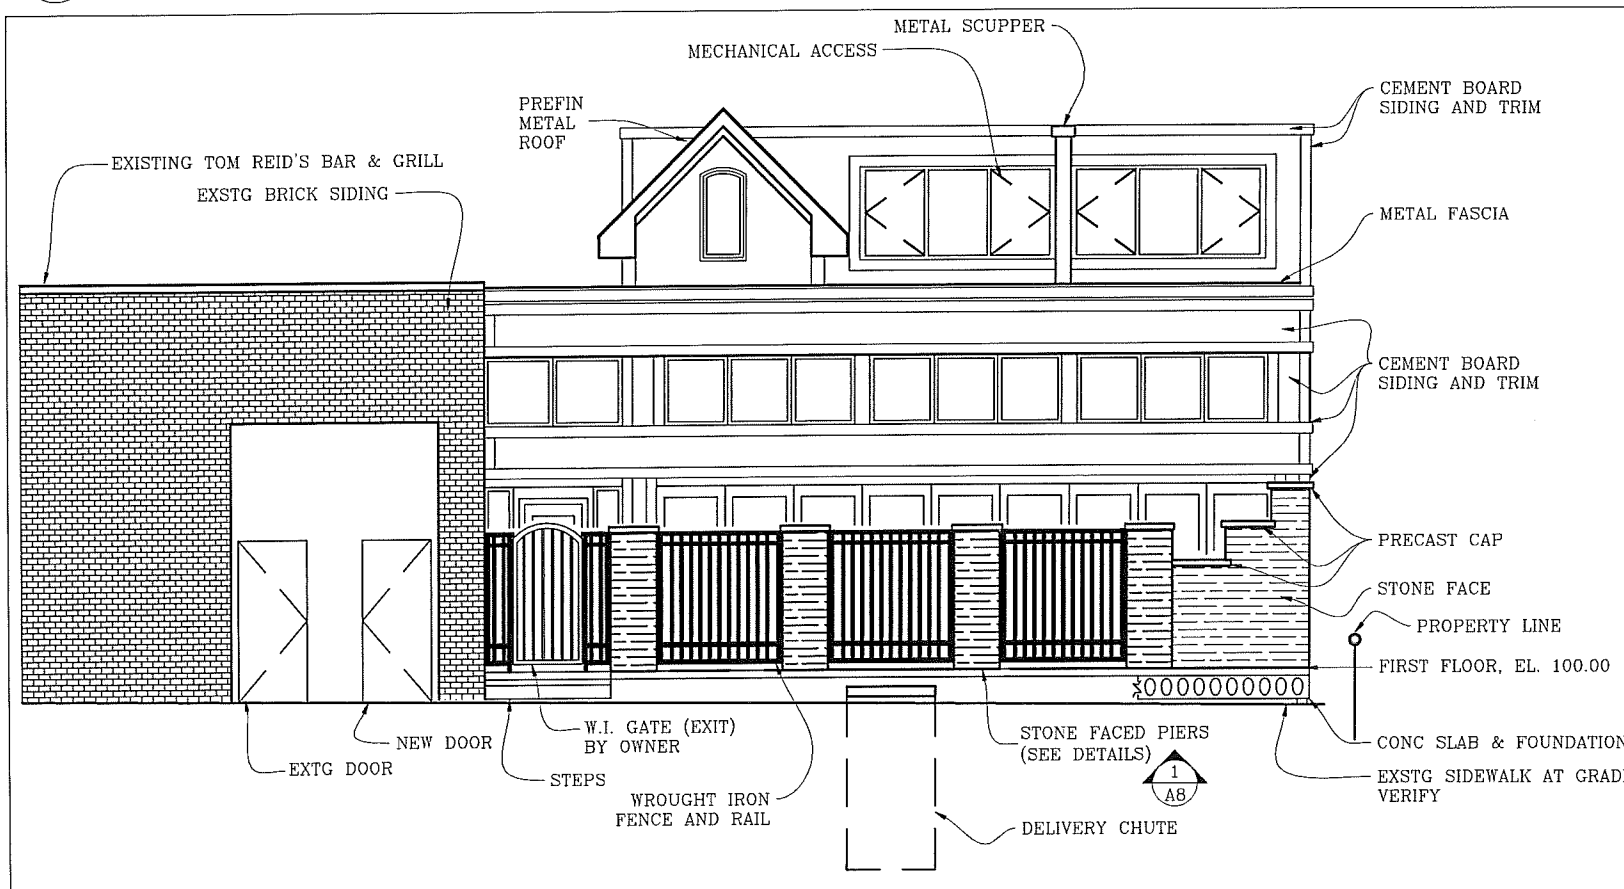 METAL SCUPPER
MECHANICAL ACCESS
CEMENT BOARD
SIDING AND TRIM
PREFIN
METAL
ROOF
EXISTING TOM REID'S BAR & GRILL
EXSTG BRICK SIDING
METAL FASCIA
CEMENT BOARD
SIDING AND TRIM
PRECAST CAP
STONE FACE
PROPERTY LINE
FIRST FLOOR, EL. 100.00
W.I. GATE (EXIT)
BY OWNER
STONE FACED PIERS
(SEE DETAILS)
NEW DOOR
CONC SLAB & FOUNDATION
EXTG DOOR
STEPS
1
A8
EXSTG SIDEWALK AT GRAD
VERIFY
WROUGHT IRON
FENCE AND RAIL
DELIVERY CHUTE